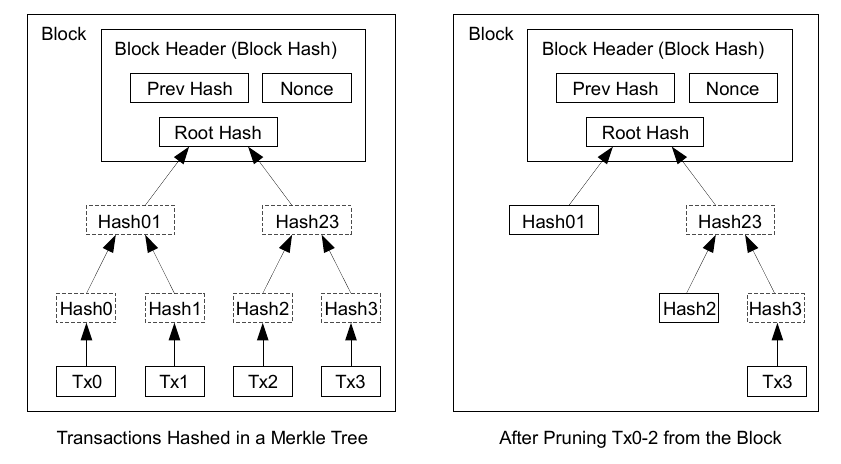 Block
Block Header (Block Hash)
Prev Hash
Nonce
Root Hash
Hash01
Hash23
Hash0
Hash1
Hash2
Hash3
Tx0
Tx1
Tx2
Tx3
Transactions Hashed in a Merkle Tree
Block
Block Header (Block Hash)
Prev Hash
Nonce
Root Hash
Hash01
Hash23
Hash2
Hash3
Tx3
After Pruning Tx0-2 from the Block